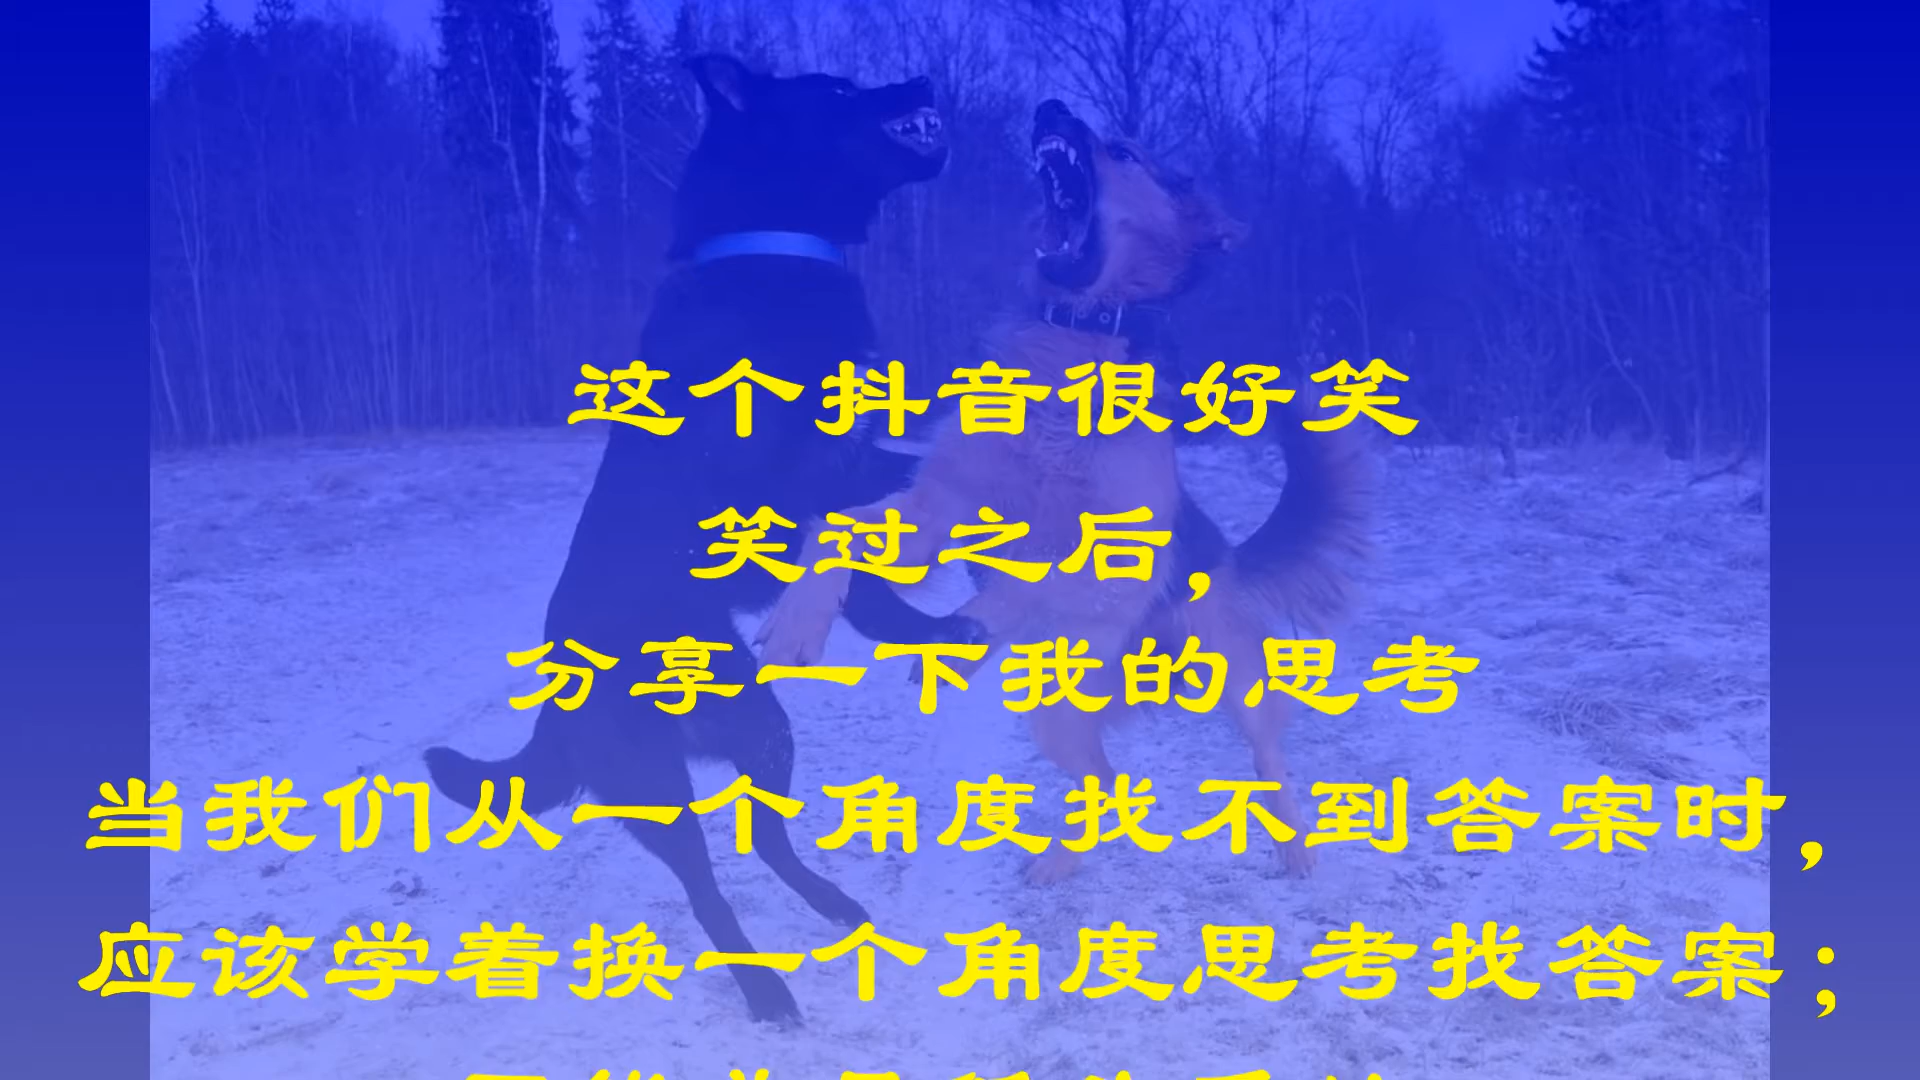 这个抖音很好笑
笑过之后，
分享一下我的思考
当我们从一个角度找不到答案时，
应该学着换一个角度思考找答案；